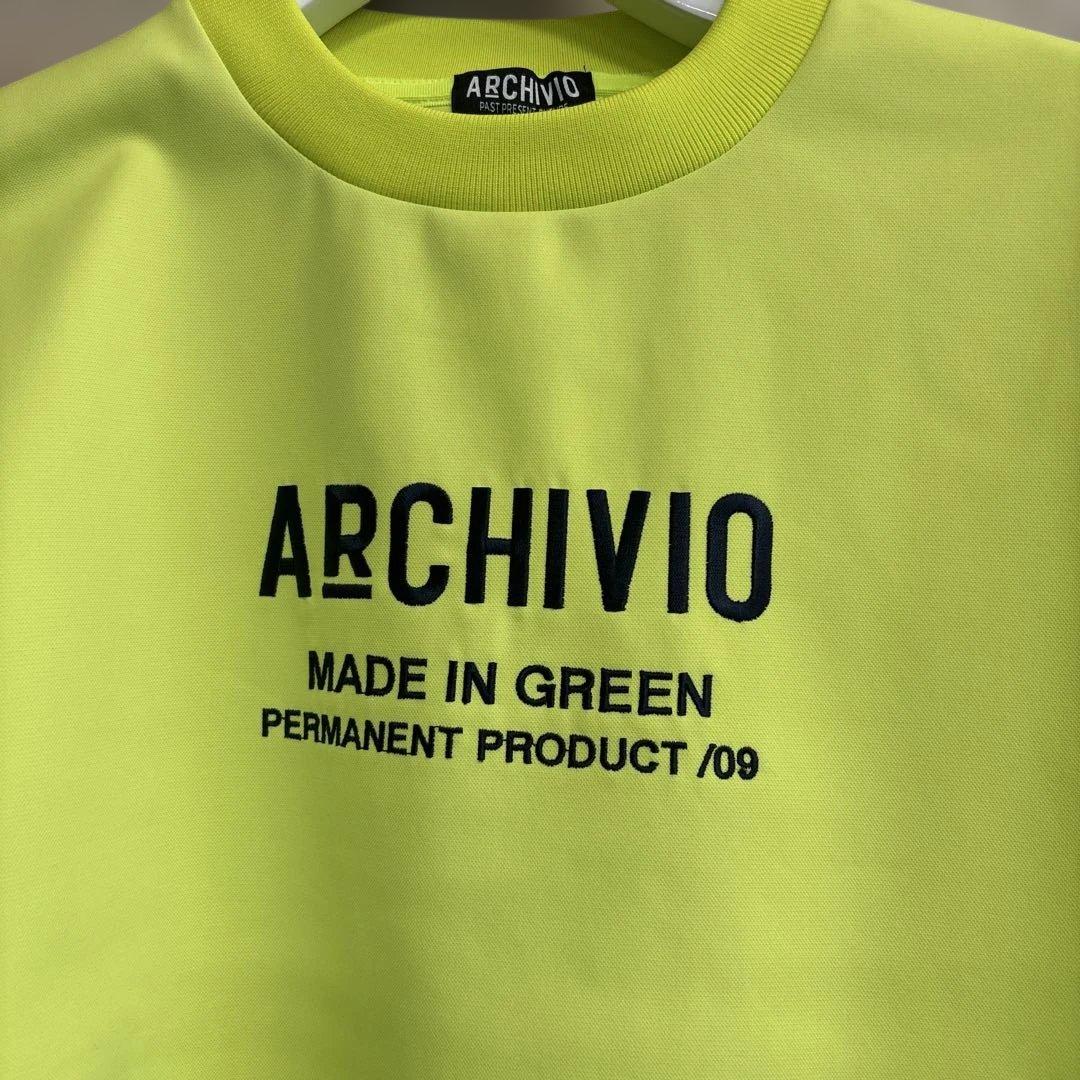 ARCHIVIO
PAST PRESENT
ARCHIVIO
MADE IN GREEN
PERMANENT PRODUCT /09